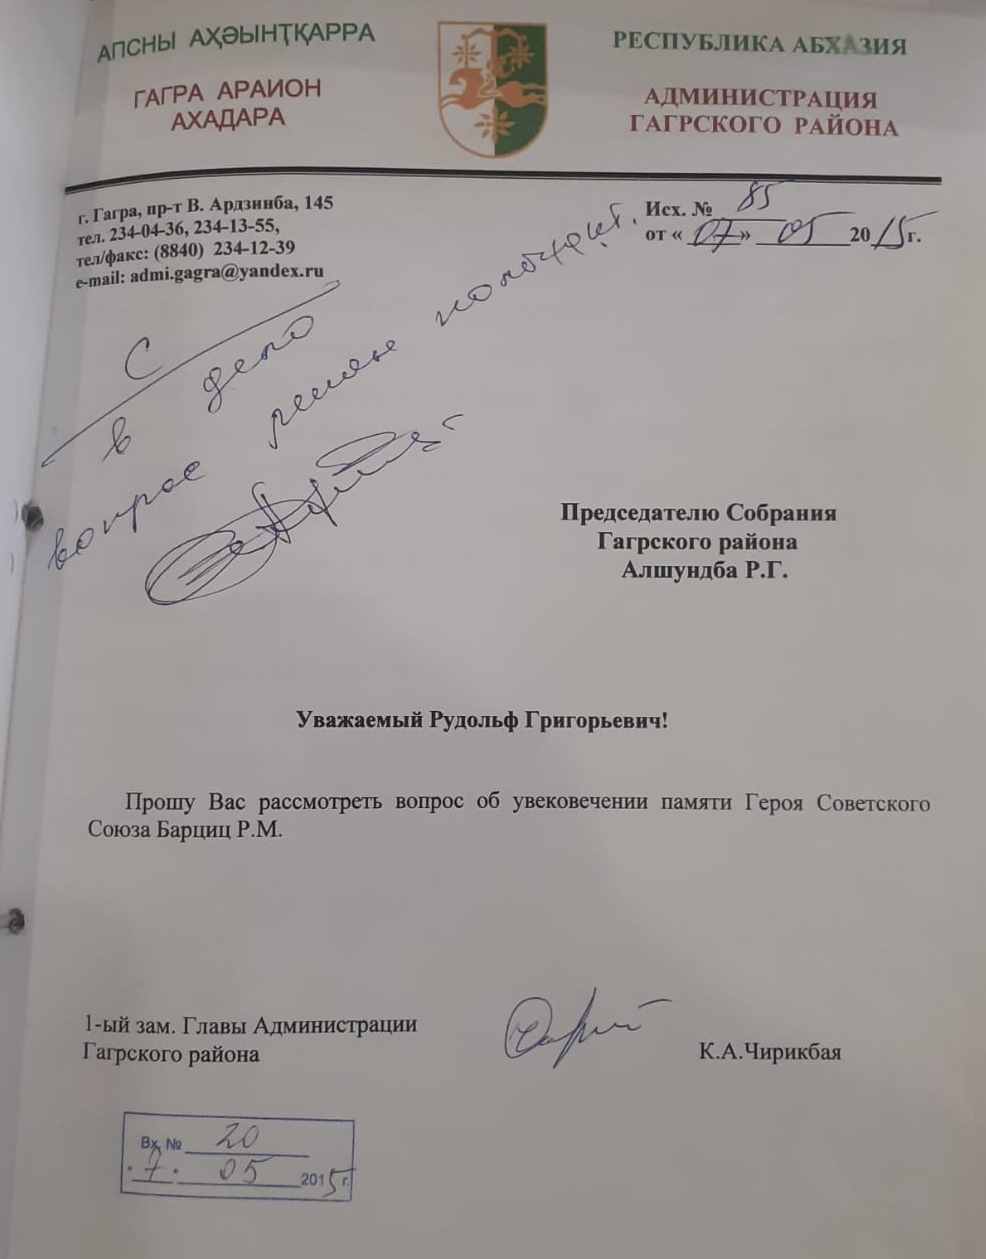 АПСНЫ АҲӘЫНҬҚАРРА
ГАГРА АРАИОН
АХАДАРА
РЕСПУБЛИКА АБХАЗИЯ
АДМИНИСТРАЦИЯ
ГАГРСКОГО РАЙОНА
г. Гагра, пр-т В. Ардзинба, 145
тел. 234-04-36, 234-13-55,
тел/факс: (8840) 234-12-39
e-mail: admi.gagra@yandex.ru
Исх. № 85
от « 07 » 05 2015г.
С
в дело
вопрос решен положит.
Председателю Собрания
Гагрского района
Алшундба Р.Г.
Уважаемый Рудольф Григорьевич!
Прошу Вас рассмотреть вопрос об увековечении памяти Героя Советского
Союза Барциц Р.М.
1-ый зам. Главы Администрации
Гагрского района
К.А.Чирикбая
Вх. № 20
"7" 05 2015 г.